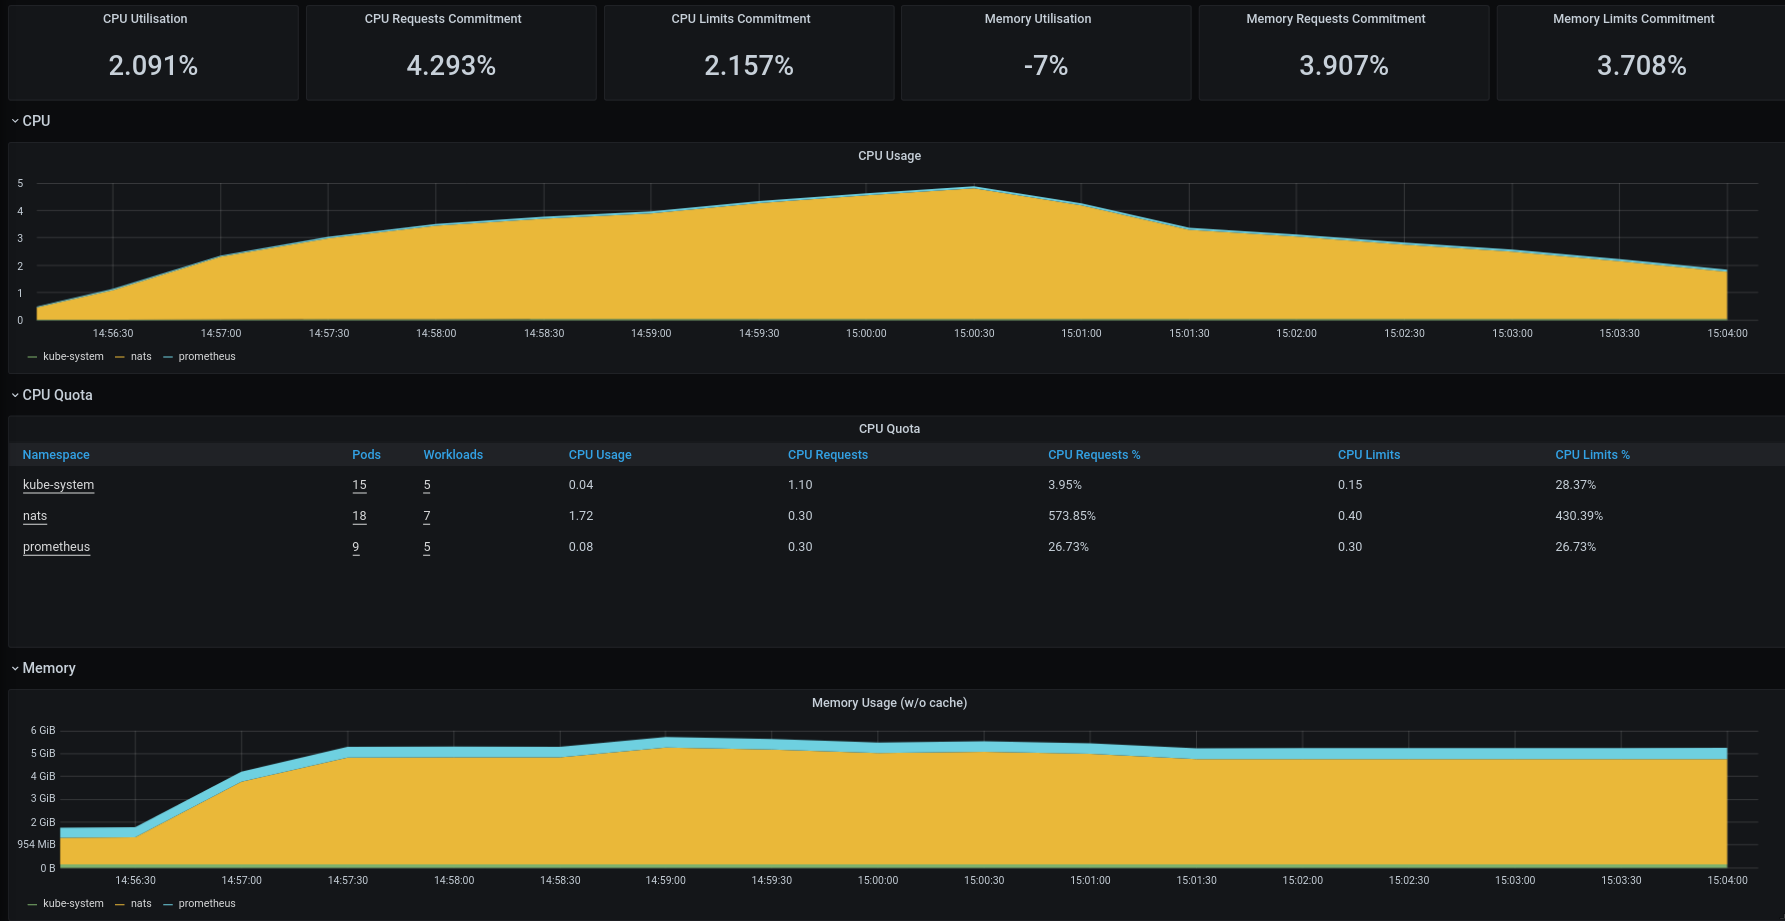 CPU Utilisation CPU Requests Commitment CPU Limits Commitment Memory Utilisation Memory Requests Commitment Memory Limits Commitment
2.091% 4.293% 2.157% -7% 3.907% 3.708%
CPU
CPU Usage
5
4
3
2
1
0
14:56:30 14:57:00 14:57:30 14:58:00 14:58:30 14:59:00 14:59:30 15:00:00 15:00:30 15:01:00 15:01:30 15:02:00 15:02:30 15:03:00 15:03:30 15:04:00
kube-system nats prometheus
CPU Quota
CPU Quota
Namespace Pods Workloads CPU Usage CPU Requests CPU Requests % CPU Limits CPU Limits %
kube-system 15 5 0.04 1.10 3.95% 0.15 28.37%
nats 18 7 1.72 0.30 573.85% 0.40 430.39%
prometheus 9 5 0.08 0.30 26.73% 0.30 26.73%
Memory
Memory Usage (w/o cache)
6 GiB
5 GiB
4 GiB
3 GiB
2 GiB
954 MiB
0 B
14:56:30 14:57:00 14:57:30 14:58:00 14:58:30 14:59:00 14:59:30 15:00:00 15:00:30 15:01:00 15:01:30 15:02:00 15:02:30 15:03:00 15:03:30 15:04:00
kube-system nats prometheus